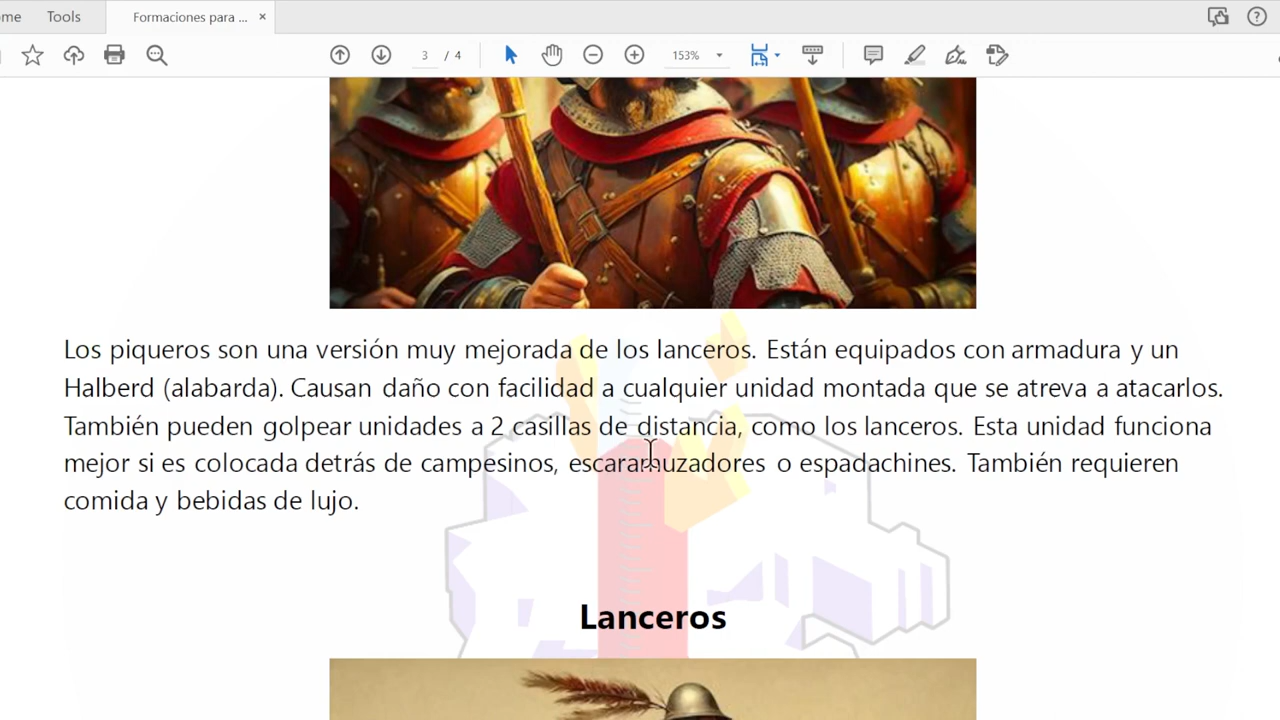 ome
Tools
Formaciones para ...
3 / 4
153%
Los piqueros son una versión muy mejorada de los lanceros. Están equipados con armadura y un
Halberd (alabarda). Causan daño con facilidad a cualquier unidad montada que se atreva a atacarlos.
También pueden golpear unidades a 2 casillas de distancia, como los lanceros. Esta unidad funciona
mejor si es colocada detrás de campesinos, escaramuzadores o espadachines. También requieren
comida y bebidas de lujo.
Lanceros